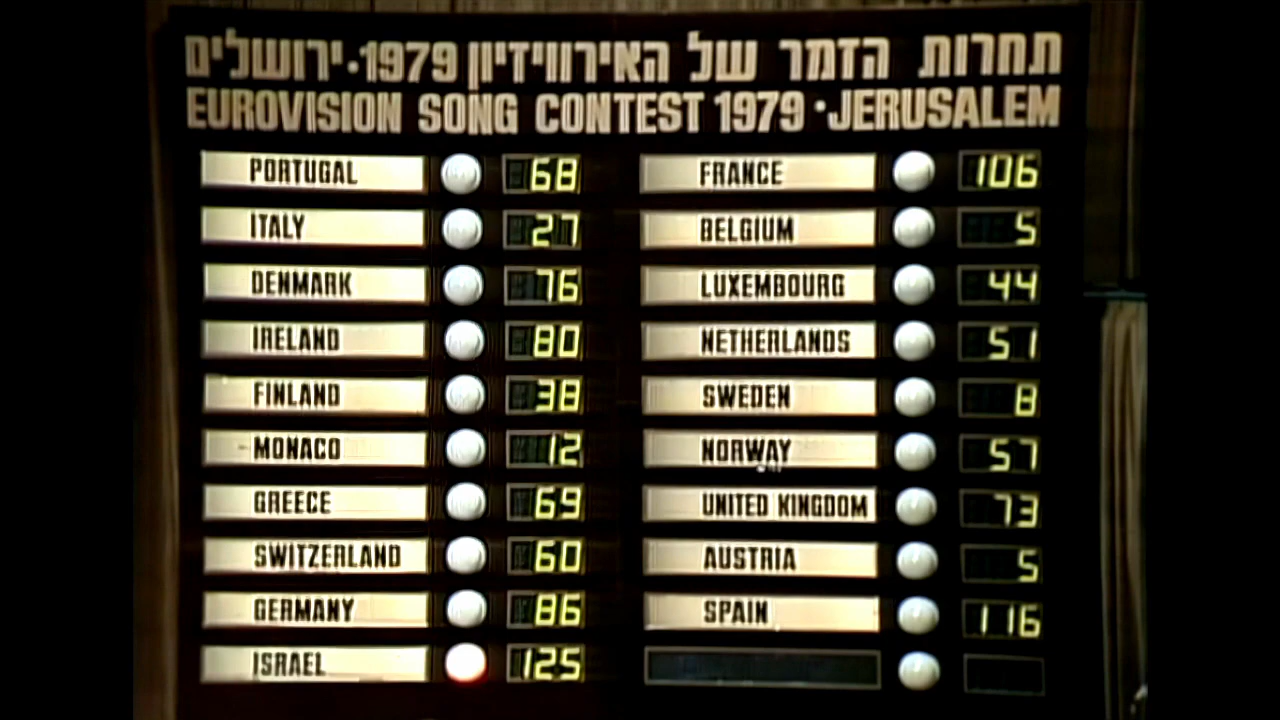 תחרות הזמר של האירוויזיון 1979 · ירושלים
EUROVISION SONG CONTEST 1979 · JERUSALEM
PORTUGAL 68 FRANCE 106
ITALY 27 BELGIUM 5
DENMARK 76 LUXEMBOURG 44
IRELAND 80 NETHERLANDS 51
FINLAND 38 SWEDEN 8
MONACO 12 NORWAY 57
GREECE 69 UNITED KINGDOM 73
SWITZERLAND 60 AUSTRIA 5
GERMANY 86 SPAIN 116
ISRAEL 125